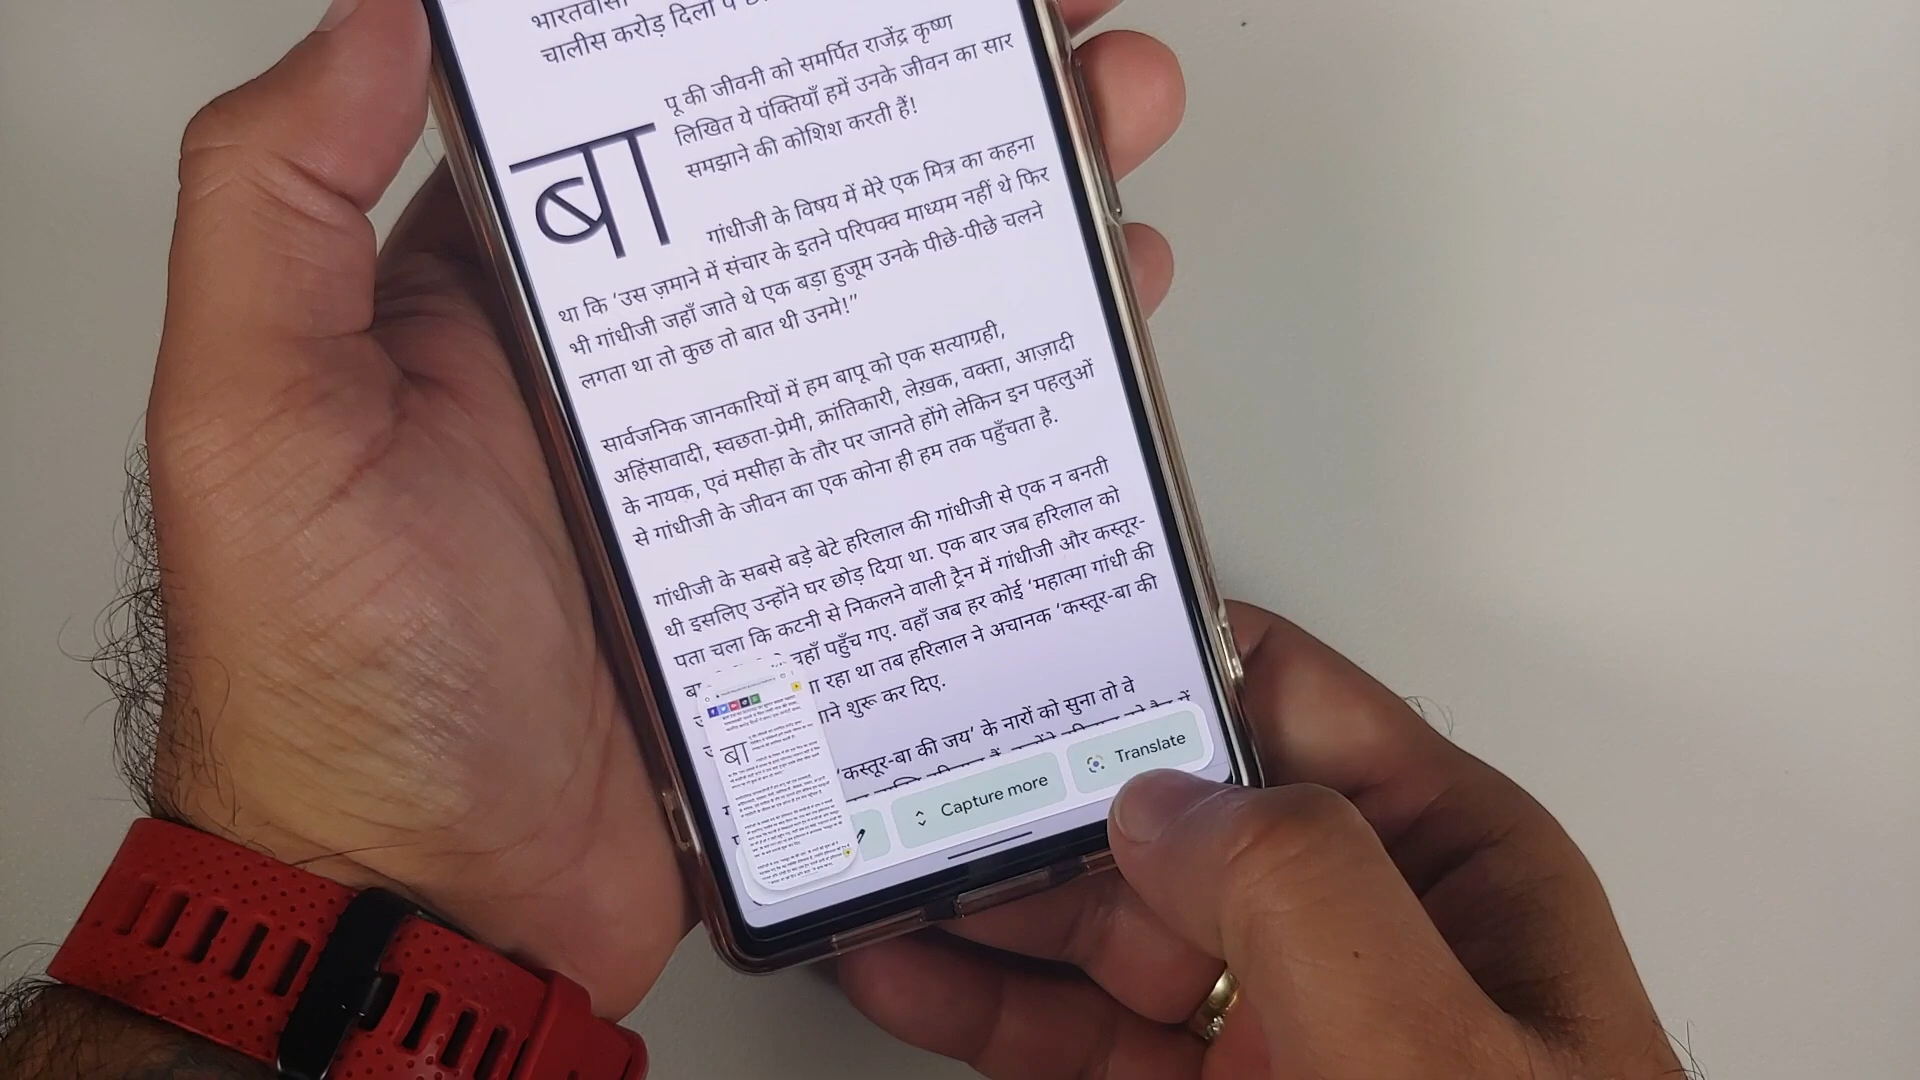 भारतवासी
चालीस करोड़ दिलों
बापू की जीवनी को समर्पित राजेंद्र कृष्ण
लिखित ये पंक्तियाँ हमें उनके जीवन का सार
समझाने की कोशिश करती हैं!
गांधीजी के विषय में मेरे एक मित्र का कहना
था कि ‘उस ज़माने में संचार के इतने परिपक्व माध्यम नहीं थे फिर
भी गांधीजी जहाँ जाते थे एक बड़ा हुजूम उनके पीछे-पीछे चलने
लगता था तो कुछ तो बात थी उनमे!”
सार्वजनिक जानकारियों में हम बापू को एक सत्याग्रही,
अहिंसावादी, स्वछता-प्रेमी, क्रांतिकारी, लेखक, वक्ता, आज़ादी
के नायक, एवं मसीहा के तौर पर जानते होंगे लेकिन इन पहलुओं
से गांधीजी के जीवन का एक कोना ही हम तक पहुँचता है.
गांधीजी के सबसे बड़े बेटे हरिलाल की गांधीजी से एक न बनती
थी इसलिए उन्होंने घर छोड़ दिया था. एक बार जब हरिलाल को
पता चला कि कटनी से निकलने वाली ट्रैन में गांधीजी और कस्तूर-
वहाँ पहुँच गए. वहाँ जब हर कोई ‘महात्मा गांधी की
रहा था तब हरिलाल ने अचानक ‘कस्तूर-बा की
शुरू कर दिए.
‘कस्तूर-बा की जय’ के नारों को सुना तो वे
Capture more
Translate